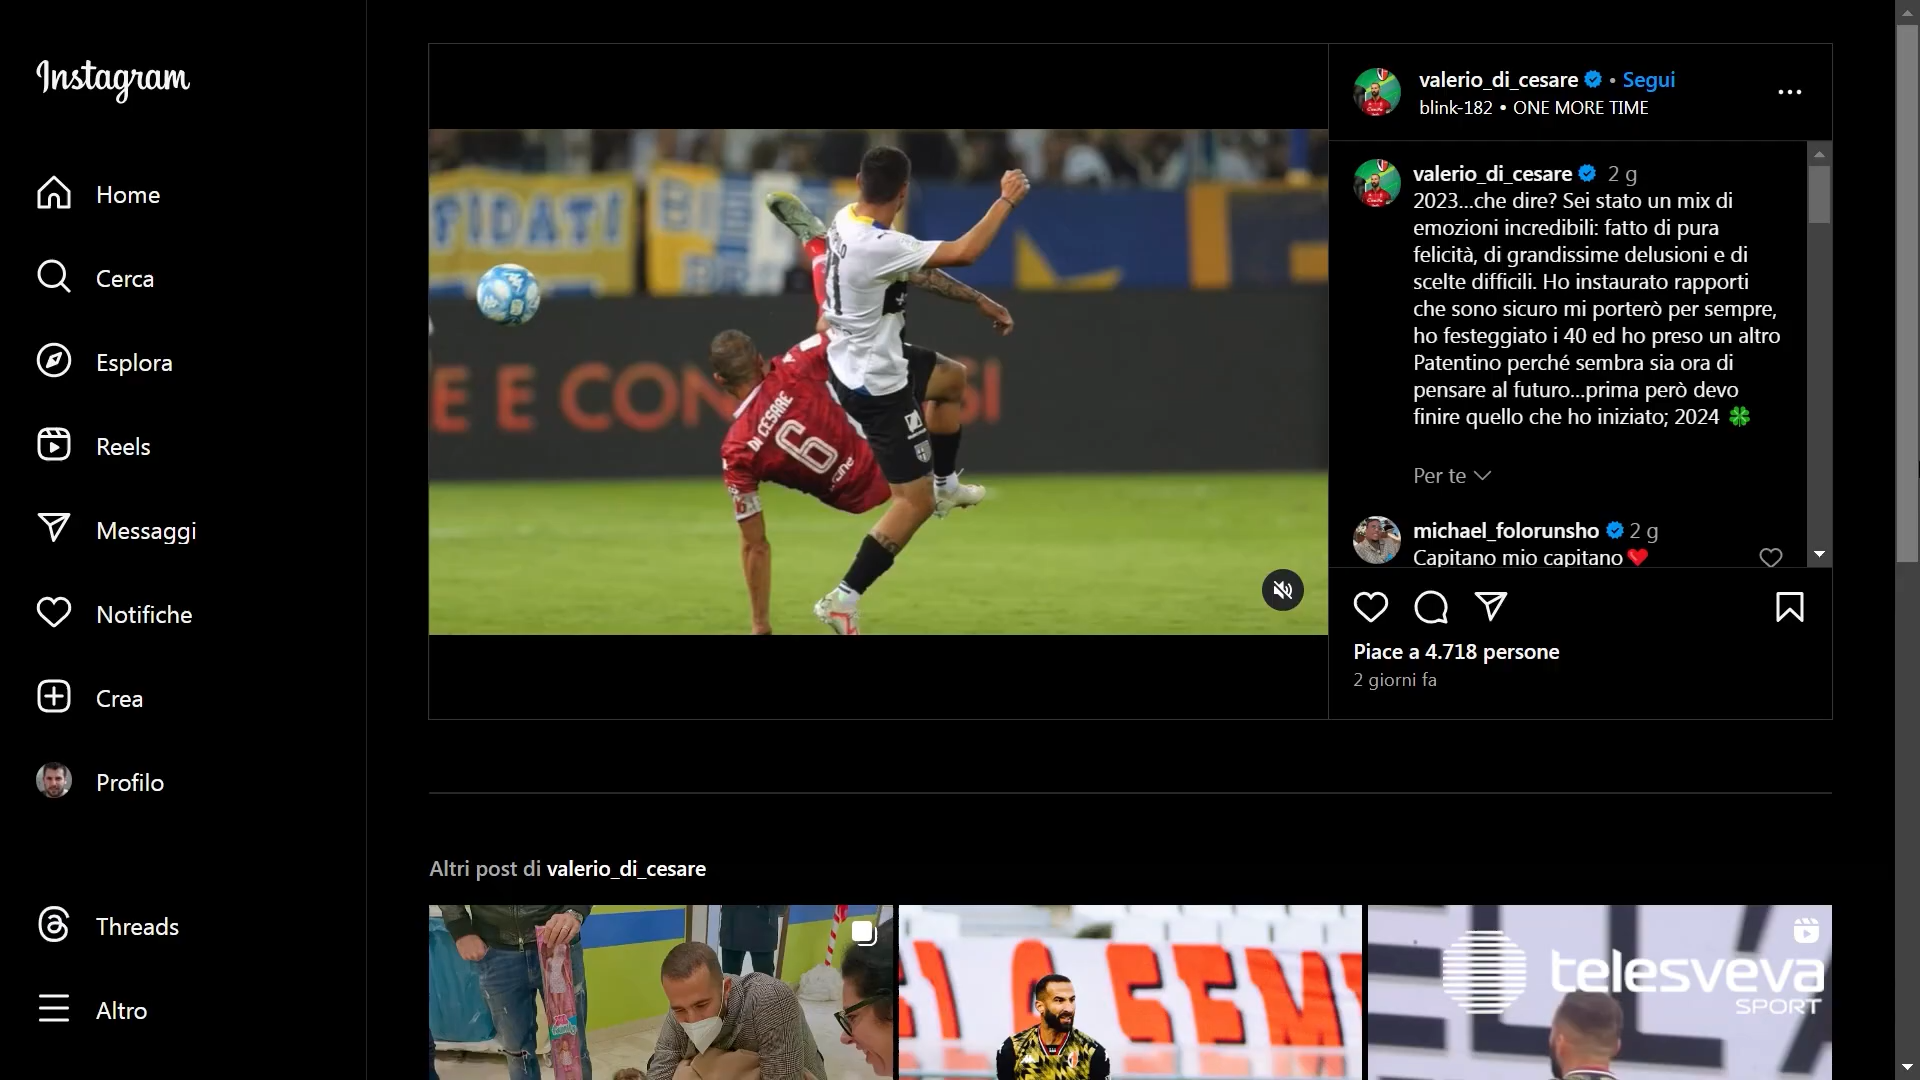 Instagram
Home
Cerca
Esplora
Reels
Messaggi
Notifiche
Crea
Profilo
Threads
Altro
FIDATI
E E CON
SI
DI CESARE
6
valerio_di_cesare • Segui
blink-182 • ONE MORE TIME
valerio_di_cesare 2 g
2023...che dire? Sei stato un mix di
emozioni incredibili: fatto di pura
felicità, di grandissime delusioni e di
scelte difficili. Ho instaurato rapporti
che sono sicuro mi porterò per sempre,
ho festeggiato i 40 ed ho preso un altro
Patentino perché sembra sia ora di
pensare al futuro...prima però devo
finire quello che ho iniziato; 2024 🍀
Per te
michael_folorunsho 2 g
Capitano mio capitano❤️
Piace a 4.718 persone
2 giorni fa
Altri post di valerio_di_cesare
telesveva
SPORT